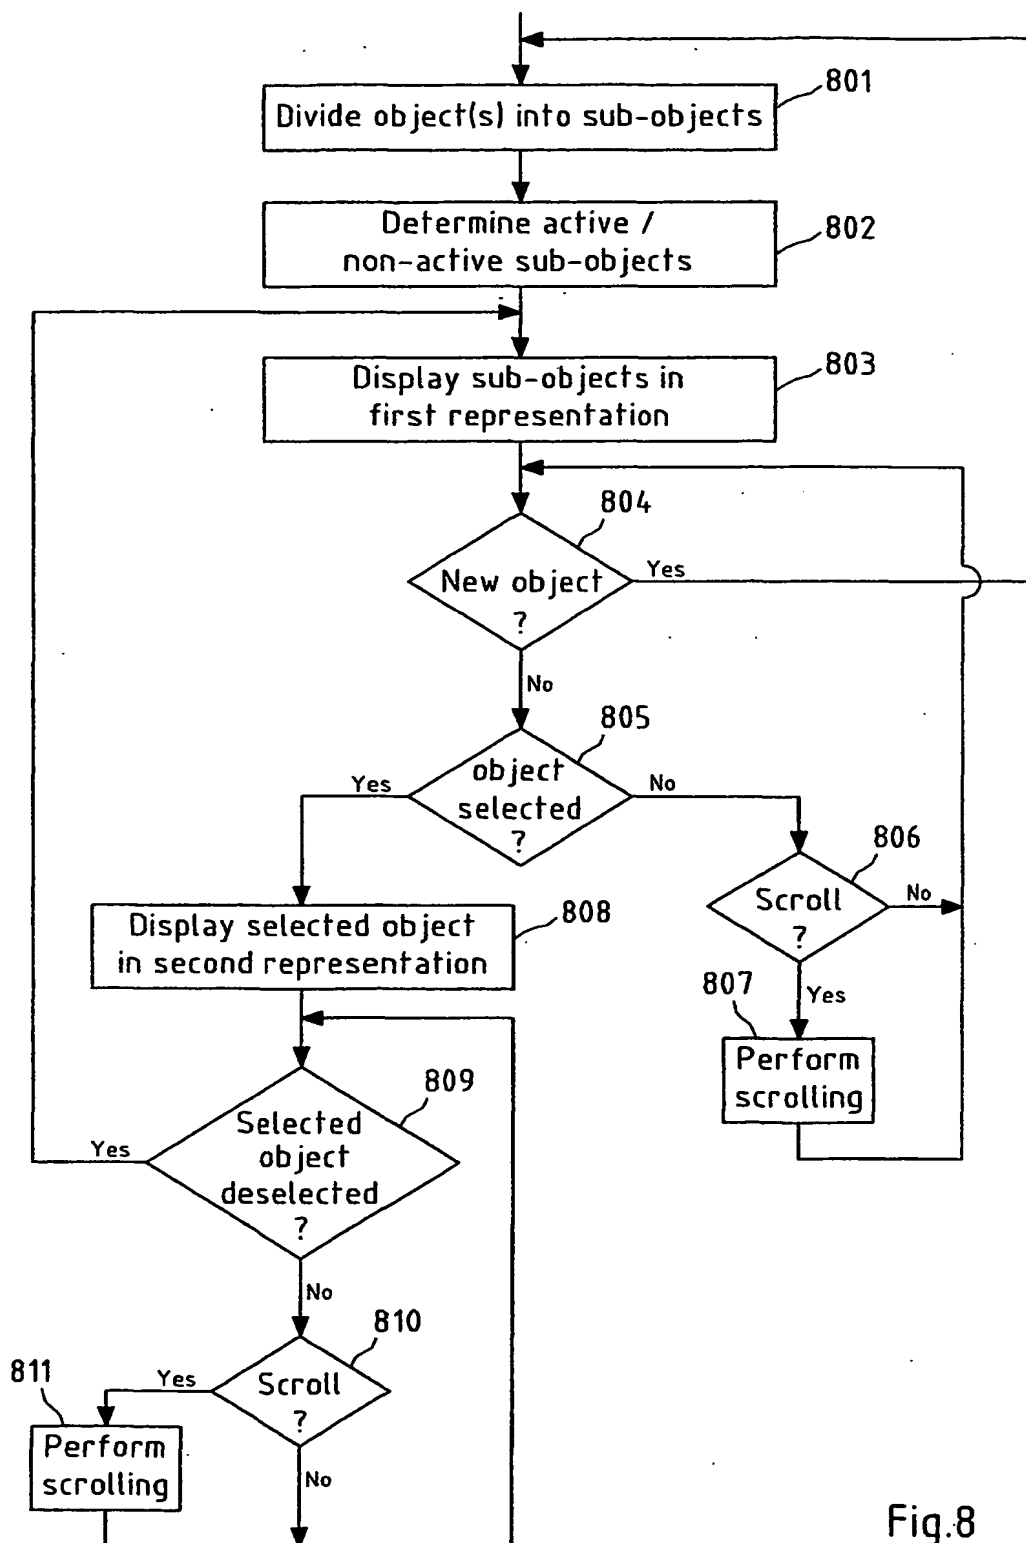 801
Divide object(s) into sub-objects
Determine active /
non-active sub-objects
802
Display sub-objects in
first representation
803
804
New object
?
Yes
No
805
object
selected
?
Yes
No
806
Scroll
?
No
Yes
807
Perform
scrolling
Display selected object
in second representation
808
809
Selected
object
deselected
?
Yes
No
810
Scroll
?
Yes
No
811
Perform
scrolling
Fig.8